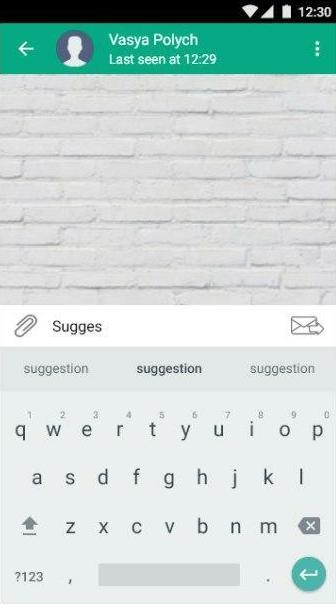 12:30
Vasya Polych
Last seen at 12:29
Sugges
suggestion suggestion suggestion
1 2 3 4 5 6 7 8 9 0
q w e r t y u i o p
a s d f g h j k l
z x c v b n m
?123 , .